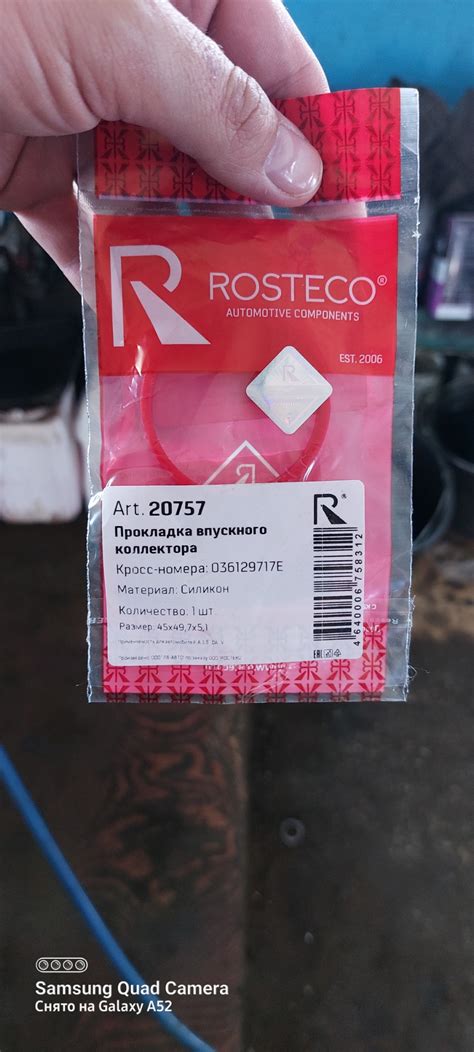 ROSTECO®
AUTOMOTIVE COMPONENTS
EST. 2006
Art. 20757
Прокладка впускного
коллектора
Кросс-номера: 036129717E
Материал: Силикон
Количество: 1 шт
Размер: 45x49,7x5,1
4 640006 758312
Samsung Quad Camera
Снято на Galaxy A52